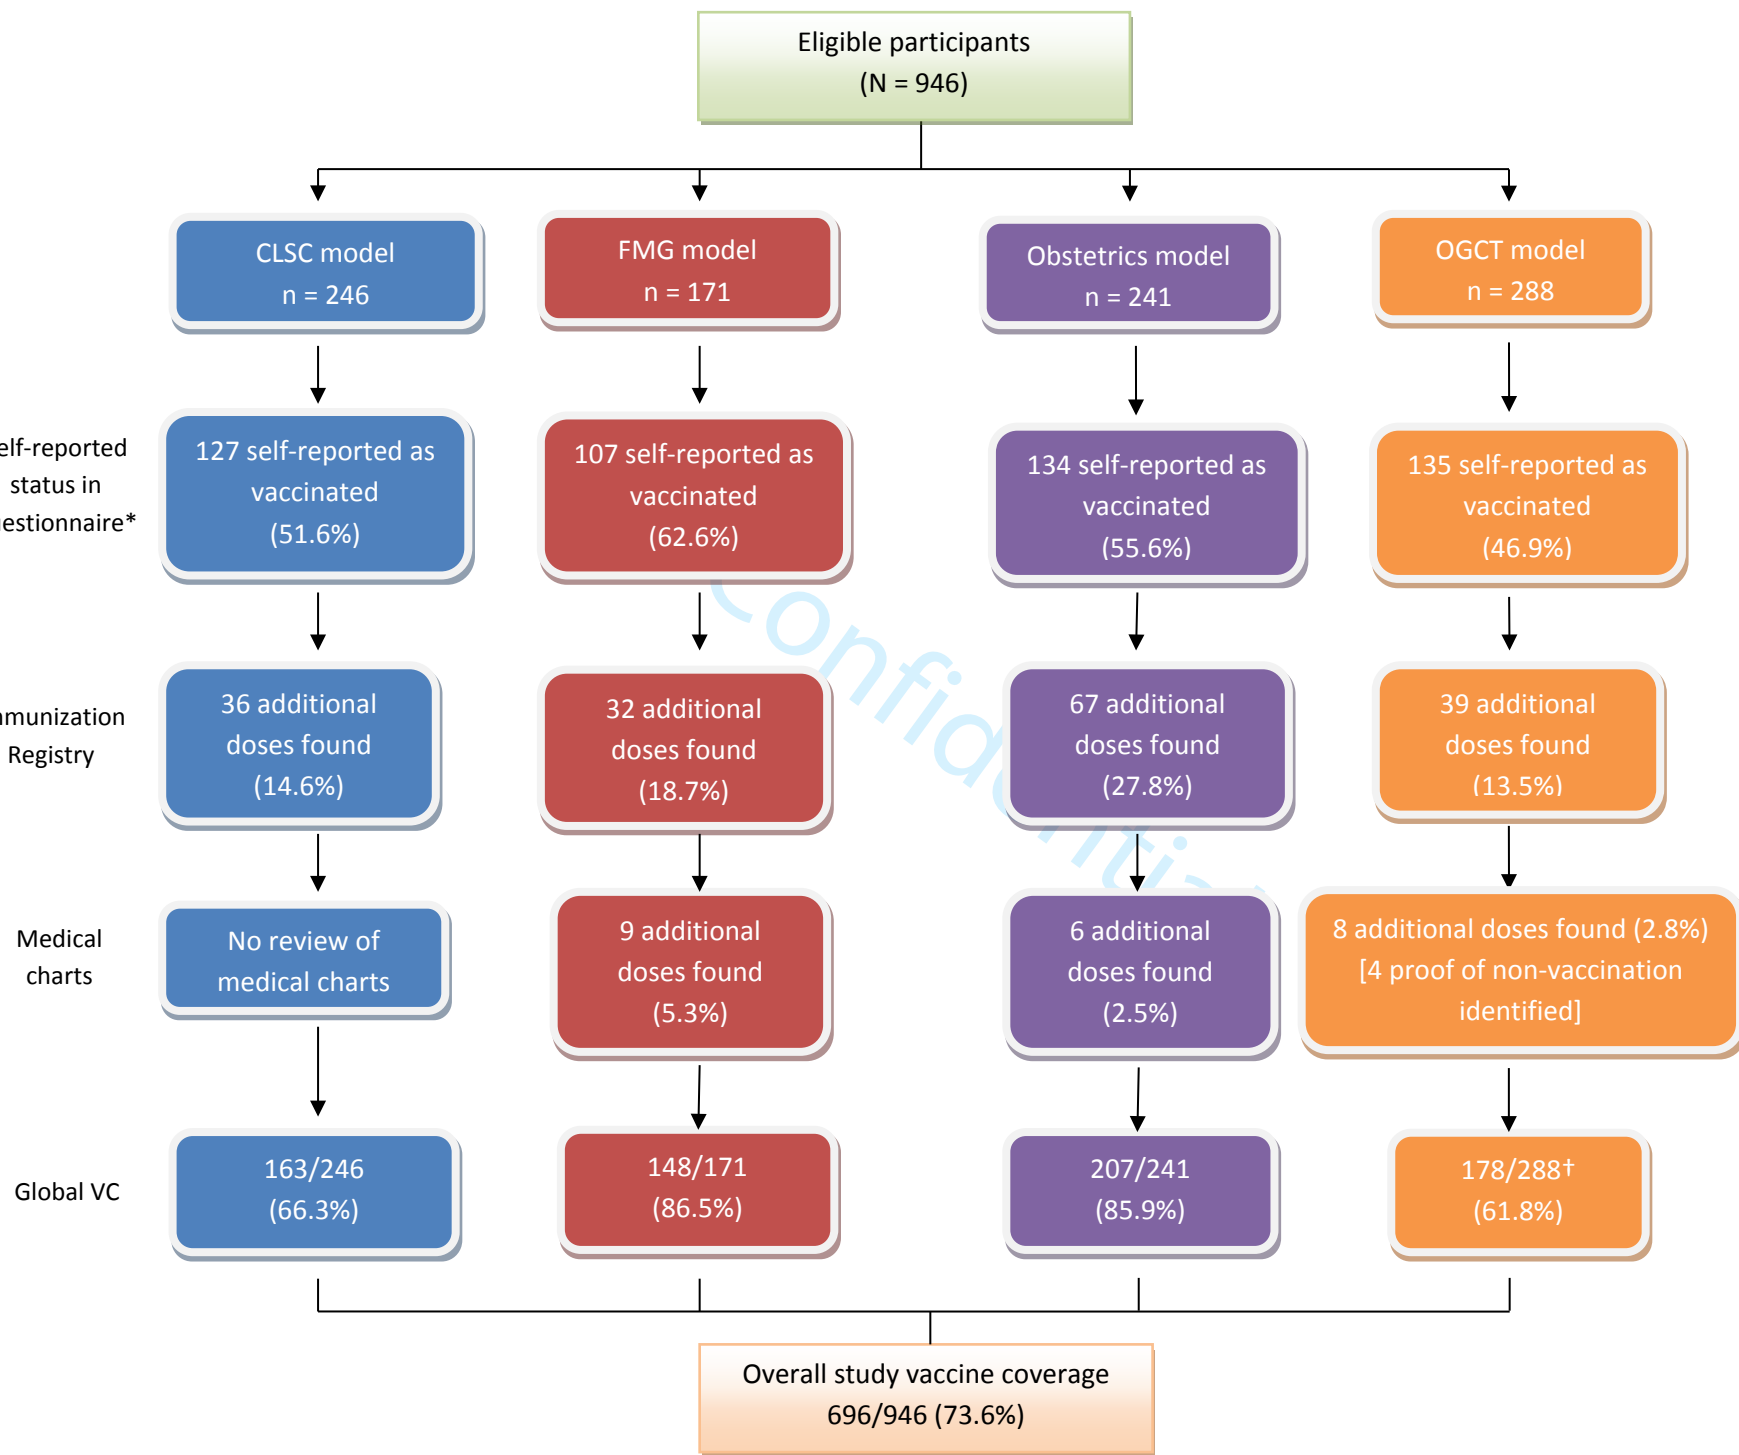 Eligible participants
(N = 946)
CLSC model
n = 246
FMG model
n = 171
Obstetrics model
n = 241
OGCT model
n = 288
elf-reported
status in
uestionnaire*
127 self-reported as
vaccinated
(51.6%)
107 self-reported as
vaccinated
(62.6%)
134 self-reported as
vaccinated
(55.6%)
135 self-reported as
vaccinated
(46.9%)
munization
Registry
36 additional
doses found
(14.6%)
32 additional
doses found
(18.7%)
67 additional
doses found
(27.8%)
39 additional
doses found
(13.5%)
Medical
charts
No review of
medical charts
9 additional
doses found
(5.3%)
6 additional
doses found
(2.5%)
8 additional doses found (2.8%)
[4 proof of non-vaccination
identified]
Global VC
163/246
(66.3%)
148/171
(86.5%)
207/241
(85.9%)
178/288†
(61.8%)
Overall study vaccine coverage
696/946 (73.6%)